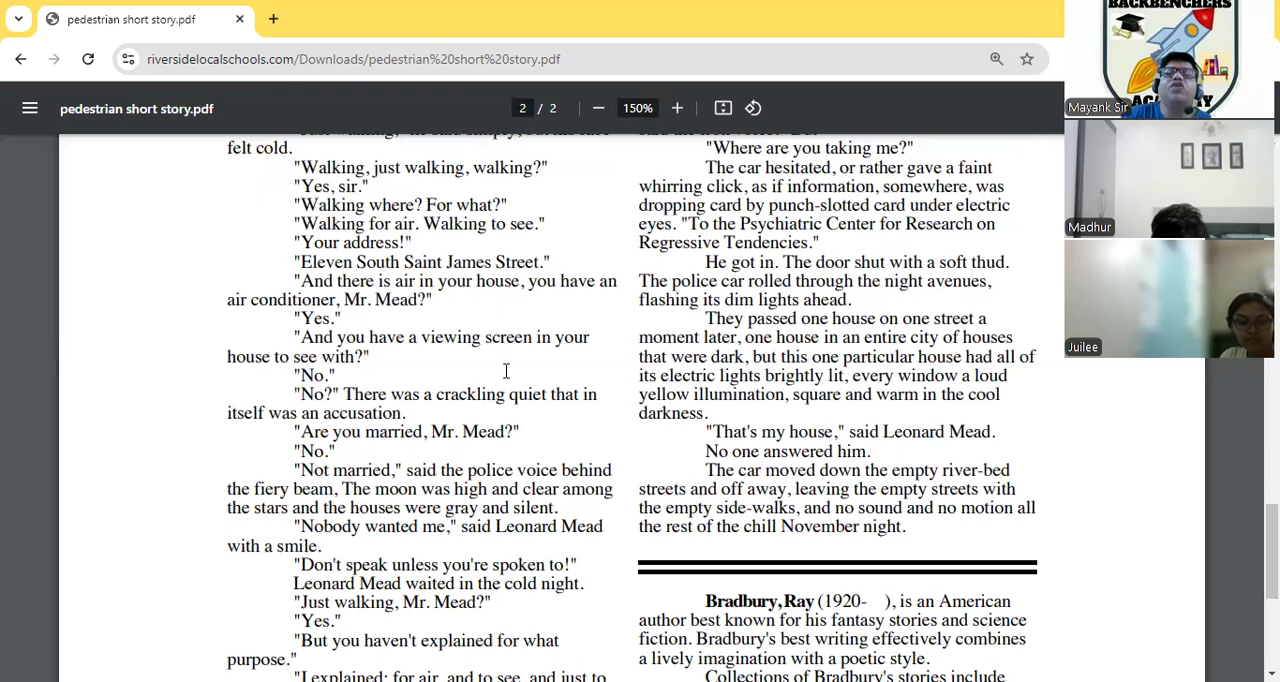 pedestrian short story.pdf
riversidelocalschools.com/Downloads/pedestrian%20short%20story.pdf
pedestrian short story.pdf
2 / 2
150%
BACKBENCHERS
ACADEMY
Mayank Sir
Madhur
Juilee
felt cold.
"Walking, just walking, walking?"
"Yes, sir."
"Walking where? For what?"
"Walking for air. Walking to see."
"Your address!"
"Eleven South Saint James Street."
"And there is air in your house, you have an
air conditioner, Mr. Mead?"
"Yes."
"And you have a viewing screen in your
house to see with?"
"No."
"No?" There was a crackling quiet that in
itself was an accusation.
"Are you married, Mr. Mead?"
"No."
"Not married," said the police voice behind
the fiery beam, The moon was high and clear among
the stars and the houses were gray and silent.
"Nobody wanted me," said Leonard Mead
with a smile.
"Don't speak unless you're spoken to!"
Leonard Mead waited in the cold night.
"Just walking, Mr. Mead?"
"Yes."
"But you haven't explained for what
purpose."
"I explained; for air, and to see, and just to
"Where are you taking me?"
The car hesitated, or rather gave a faint
whirring click, as if information, somewhere, was
dropping card by punch-slotted card under electric
eyes. "To the Psychiatric Center for Research on
Regressive Tendencies."
He got in. The door shut with a soft thud.
The police car rolled through the night avenues,
flashing its dim lights ahead.
They passed one house on one street a
moment later, one house in an entire city of houses
that were dark, but this one particular house had all of
its electric lights brightly lit, every window a loud
yellow illumination, square and warm in the cool
darkness.
"That's my house," said Leonard Mead.
No one answered him.
The car moved down the empty river-bed
streets and off away, leaving the empty streets with
the empty side-walks, and no sound and no motion all
the rest of the chill November night.
Bradbury, Ray (1920- ), is an American
author best known for his fantasy stories and science
fiction. Bradbury's best writing effectively combines
a lively imagination with a poetic style.
Collections of Bradbury's stories include